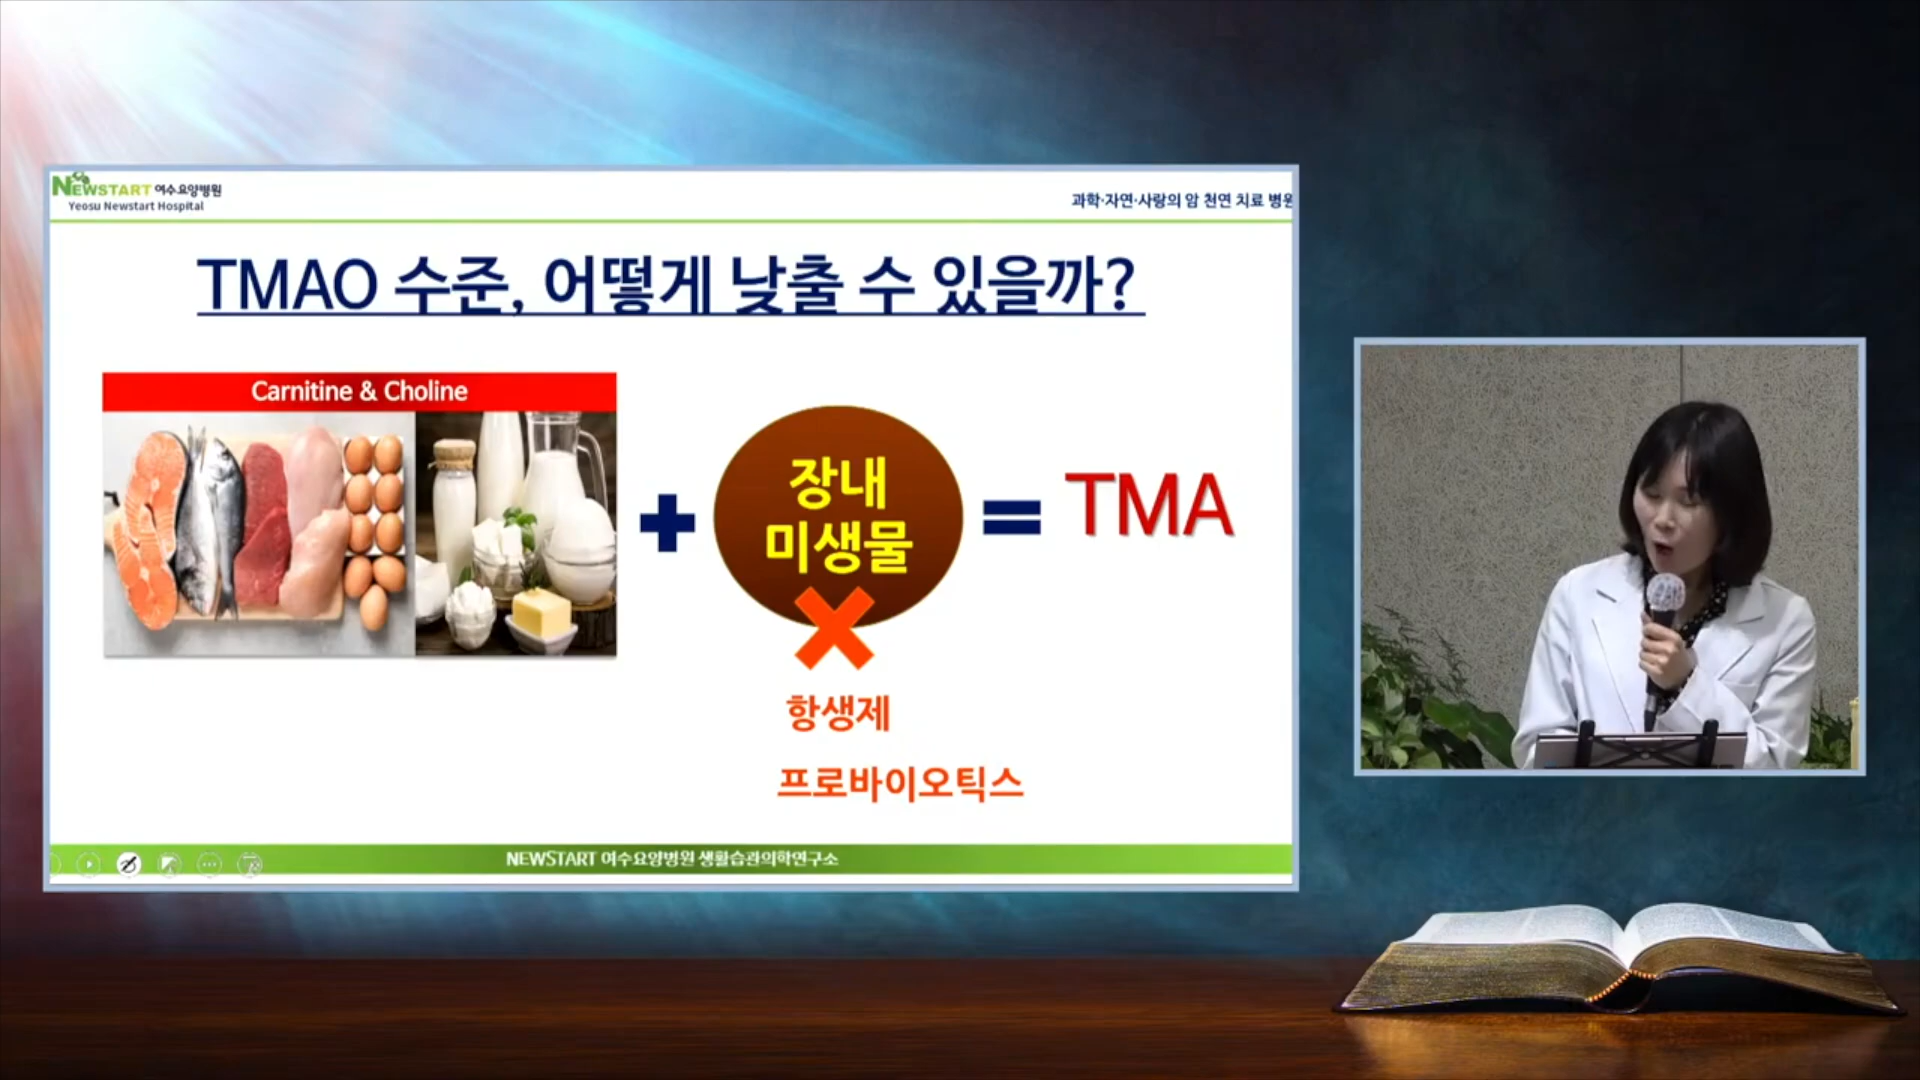 NEWSTART 여수요양병원
Yeosu Newstart Hospital
과학·자연·사랑의 암 천연 치료 병원
TMAO 수준, 어떻게 낮출 수 있을까?
Carnitine & Choline
장내
미생물
TMA
항생제
프로바이오틱스
NEWSTART 여수요양병원 생활습관의학연구소